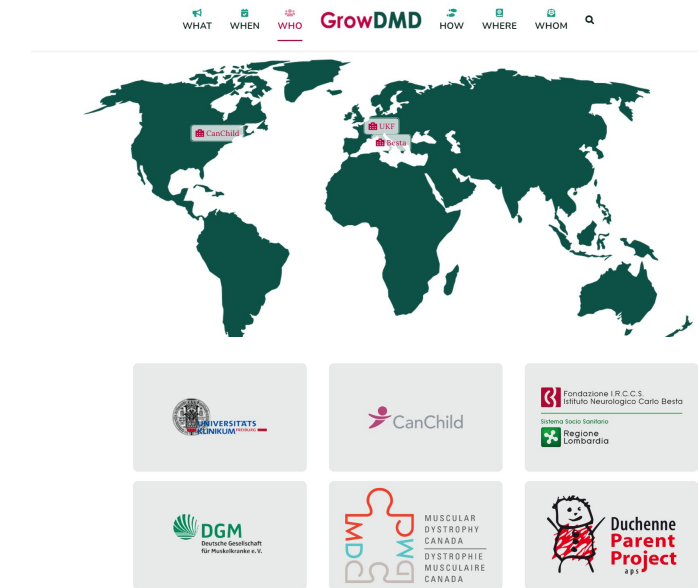 WHAT
WHEN
WHO
GrowDMD
HOW
WHERE
WHOM
CanChild
UKF
Besta
UNIVERSITÄTS
KLINIKUM FREIBURG
CanChild
Fondazione I.R.C.C.S.
Istituto Neurologico Carlo Besta
Sistema Socio Sanitario
Regione
Lombardia
DGM
Deutsche Gesellschaft
für Muskelkranke e.V.
MUSCULAR
DYSTROPHY
CANADA
DYSTROPHIE
MUSCULAIRE
CANADA
Duchenne
Parent
Project
aps